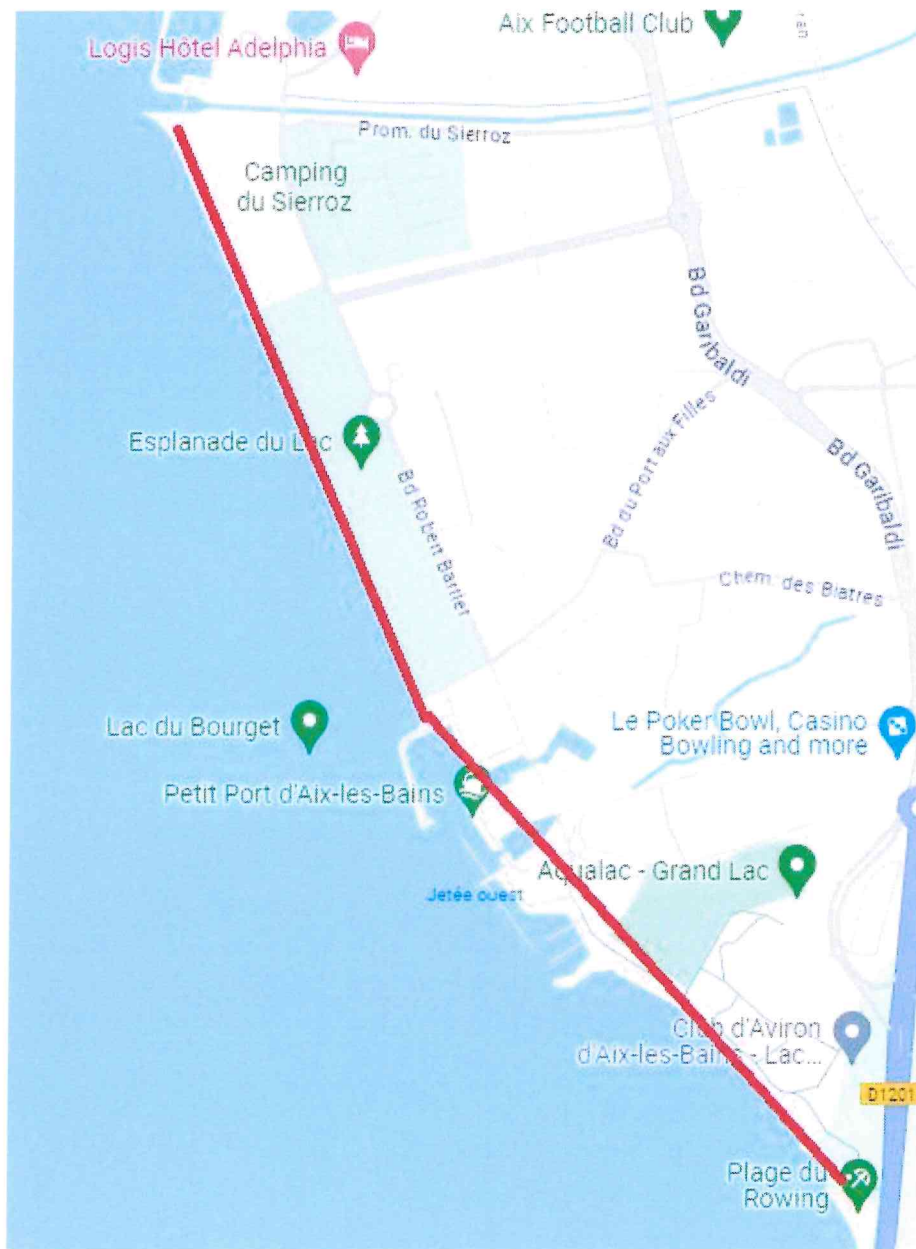 Aix Football Club
Logis Hôtel Adelphia
Prom. du Sierroz
Camping
du Sierroz
Bd Garibaldi
Esplanade du Lac
Bd du Port aux Filles
Bd Garibaldi
Bd Robert Barrier
Chem. des Biatres
Lac du Bourget
Le Poker Bowl, Casino
Bowling and more
Petit Port d'Aix-les-Bains
Aqualac - Grand Lac
Jetée ouest
Club d'Aviron
d'Aix-les-Bains - Lac...
D1201
Plage du
Rowing